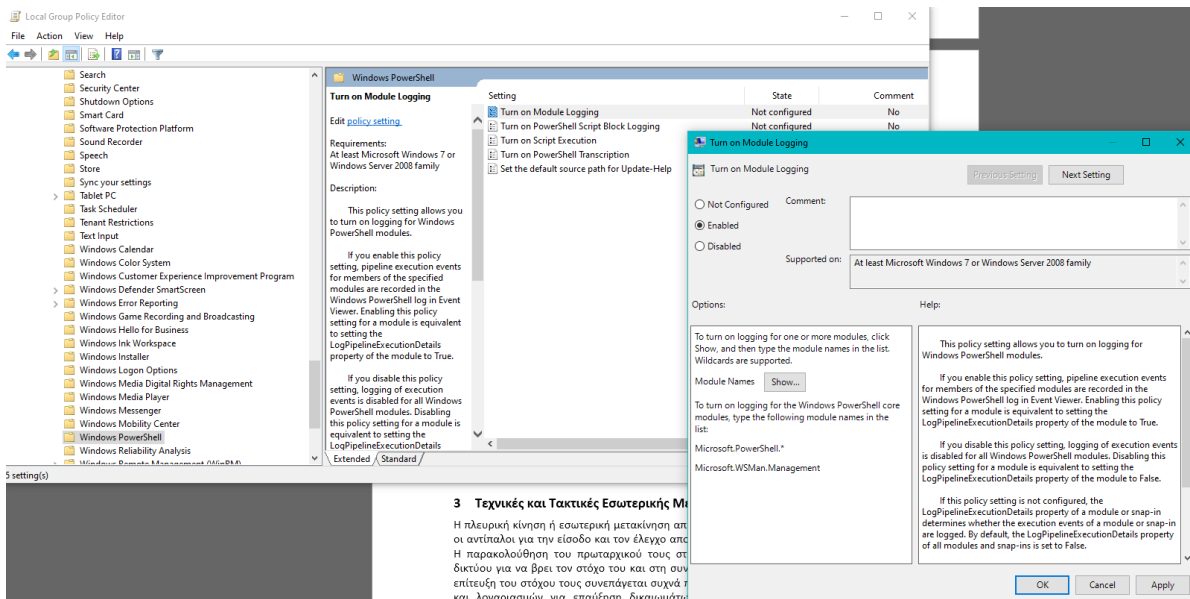 Local Group Policy Editor
File Action View Help
Search
Security Center
Shutdown Options
Smart Card
Software Protection Platform
Sound Recorder
Speech
Store
Sync your settings
Tablet PC
Task Scheduler
Tenant Restrictions
Text Input
Windows Calendar
Windows Color System
Windows Customer Experience Improvement Program
Windows Defender SmartScreen
Windows Error Reporting
Windows Game Recording and Broadcasting
Windows Hello for Business
Windows Ink Workspace
Windows Installer
Windows Logon Options
Windows Media Digital Rights Management
Windows Media Player
Windows Messenger
Windows Mobility Center
Windows PowerShell
Windows Reliability Analysis
Windows Remote Management (WinRM)
5 setting(s)
Windows PowerShell
Turn on Module Logging
Edit policy setting
Requirements:
At least Microsoft Windows 7 or
Windows Server 2008 family
Description:
This policy setting allows you
to turn on logging for Windows
PowerShell modules.
If you enable this policy
setting, pipeline execution events
for members of the specified
modules are recorded in the
Windows PowerShell log in Event
Viewer. Enabling this policy
setting for a module is equivalent
to setting the
LogPipelineExecutionDetails
property of the module to True.
If you disable this policy
setting, logging of execution
events is disabled for all Windows
PowerShell modules. Disabling
this policy setting for a module is
equivalent to setting the
LogPipelineExecutionDetails
Extended Standard
Setting State Comment
Turn on Module Logging Not configured No
Turn on PowerShell Script Block Logging Not configured No
Turn on Script Execution
Turn on PowerShell Transcription
Set the default source path for Update-Help
Turn on Module Logging
Turn on Module Logging
Previous Setting Next Setting
Not Configured Comment:
Enabled
Disabled
Supported on: At least Microsoft Windows 7 or Windows Server 2008 family
Options: Help:
To turn on logging for one or more modules, click
Show, and then type the module names in the list.
Wildcards are supported.
Module Names Show...
To turn on logging for the Windows PowerShell core
modules, type the following module names in the
list:
Microsoft.PowerShell.*
Microsoft.WSMan.Management
This policy setting allows you to turn on logging for
Windows PowerShell modules.
If you enable this policy setting, pipeline execution events
for members of the specified modules are recorded in the
Windows PowerShell log in Event Viewer. Enabling this policy
setting for a module is equivalent to setting the
LogPipelineExecutionDetails property of the module to True.
If you disable this policy setting, logging of execution events
is disabled for all Windows PowerShell modules. Disabling this
policy setting for a module is equivalent to setting the
LogPipelineExecutionDetails property of the module to False.
If this policy setting is not configured, the
LogPipelineExecutionDetails property of a module or snap-in
determines whether the execution events of a module or snap-in
are logged. By default, the LogPipelineExecutionDetails property
of all modules and snap-ins is set to False.
OK Cancel Apply
3 Τεχνικές και Τακτικές Εσωτερικής
Η πλευρική κίνηση ή εσωτερική μετακίνηση
οι αντίπαλοι για την είσοδο και τον έλεγχο
Η παρακολούθηση του πρωταρχικού τους
δικτύου για να βρει τον στόχο του και στη
επίτευξη του στόχου τους συνεπάγεται συχνά
και λογαριασμών για επαύξηση